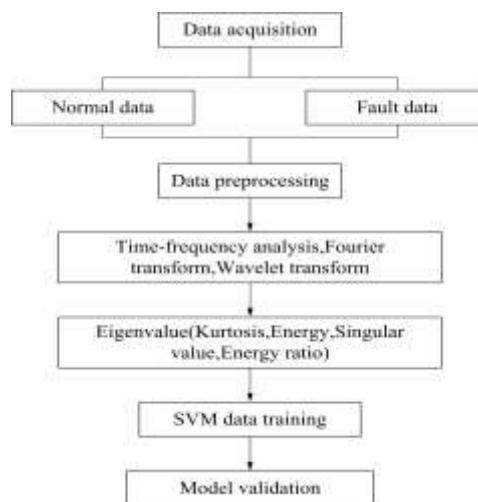 Data acquisition
Normal data
Fault data
Data preprocessing
Time-frequency analysis,Fourier
transform,Wavelet transform
Eigenvalue(Kurtosis,Energy,Singular
value,Energy ratio)
SVM data training
Model validation